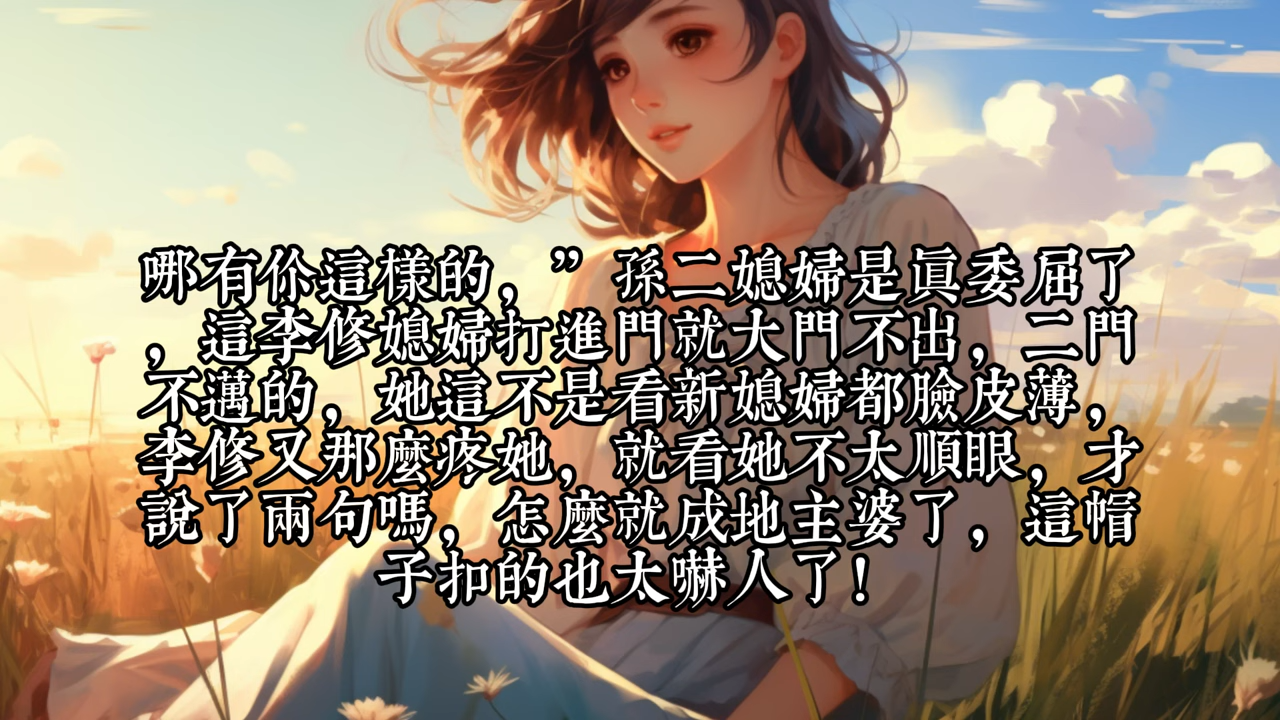 哪有伱這樣的，”孫二媳婦是眞委屈了
，這李修媳婦打進門就大門不出，二門
不邁的，她這不是看新媳婦都臉皮薄，
李修又那麼疼她，就看她不太順眼，才
說了兩句嗎，怎麼就成地主婆了，這帽
子扣的也太嚇人了！